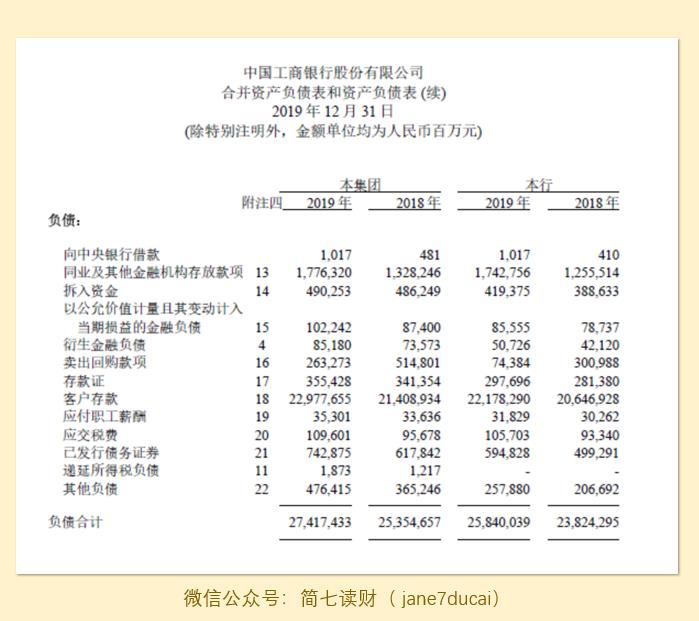 中国工商银行股份有限公司
合并资产负债表和资产负债表 (续)
2019 年 12 月 31 日
(除特别注明外，金额单位均为人民币百万元)
本集团 本行
附注四 2019 年 2018 年 2019 年 2018 年
负债：
向中央银行借款 1,017 481 1,017 410
同业及其他金融机构存放款项 13 1,776,320 1,328,246 1,742,756 1,255,514
拆入资金 14 490,253 486,249 419,375 388,633
以公允价值计量且其变动计入
当期损益的金融负债 15 102,242 87,400 85,555 78,737
衍生金融负债 4 85,180 73,573 50,726 42,120
卖出回购款项 16 263,273 514,801 74,384 300,988
存款证 17 355,428 341,354 297,696 281,380
客户存款 18 22,977,655 21,408,934 22,178,290 20,646,928
应付职工薪酬 19 35,301 33,636 31,829 30,262
应交税费 20 109,601 95,678 105,703 93,340
已发行债务证券 21 742,875 617,842 594,828 499,291
递延所得税负债 11 1,873 1,217 - -
其他负债 22 476,415 365,246 257,880 206,692
负债合计 27,417,433 25,354,657 25,840,039 23,824,295
微信公众号：简七读财（ jane7ducai）